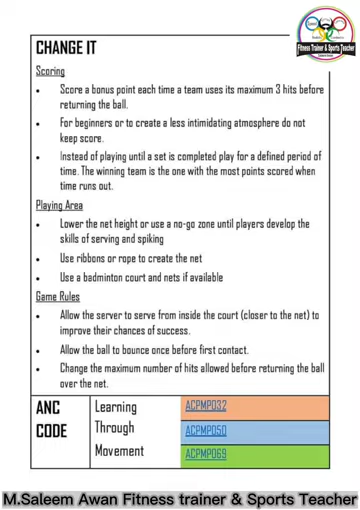 Fitness Trainer & Sports Teacher
CHANGE IT
Scoring
• Score a bonus point each time a team uses its maximum 3 hits before
returning the ball.
• For beginners or to create a less intimidating atmosphere do not
keep score.
• Instead of playing until a set is completed play for a defined period of
time. The winning team is the one with the most points scored when
time runs out.
Playing Area
• Lower the net height or use a no-go zone until players develop the
skills of serving and spiking
• Use ribbons or rope to create the net
• Use a badminton court and nets if available
Game Rules
• Allow the server to serve from inside the court (closer to the net) to
improve their chances of success.
• Allow the ball to bounce once before first contact.
• Change the maximum number of hits allowed before returning the ball
over the net.
ANC
CODE
Learning
Through
Movement
ACPMP032
ACPMP050
ACPMP069
M.Saleem Awan Fitness trainer & Sports Teacher